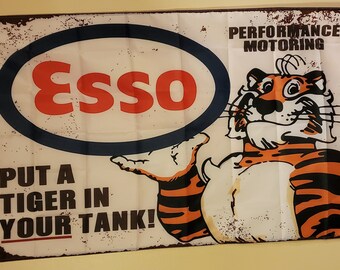 Esso
PERFORMANCE
MOTORING
PUT A
TIGER IN
YOUR TANK!